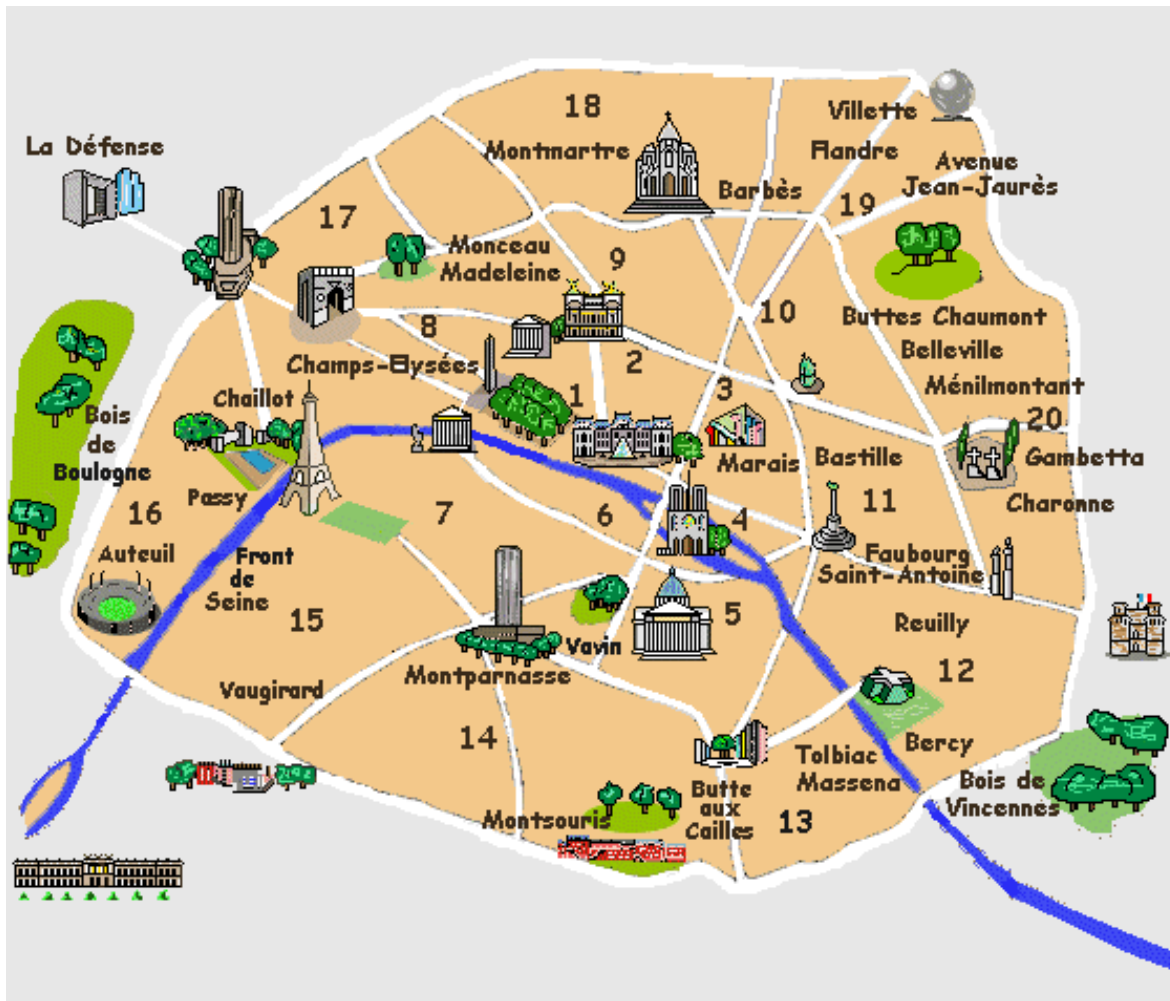 18
Villette
La Défense
Montmartre
Flandre
Avenue
Jean-Jaurès
Barbès
17
19
Monceau
Madeleine
9
8
10
Buttes Chaumont
2
Belleville
Champs-Elysées
Chaillot
1
3
Ménilmontant
20
Bois
de
Boulogne
Marais
Bastille
Gambetta
Passy
16
7
6
4
11
Charonne
Auteuil
Front
de
Seine
Faubourg
Saint-Antoine
15
5
Reuilly
Vavin
12
Montparnasse
Vaugirard
14
Tolbiac
Massena
Bercy
Bois de
Vincennes
Montsouris
Butte
aux
Cailles
13